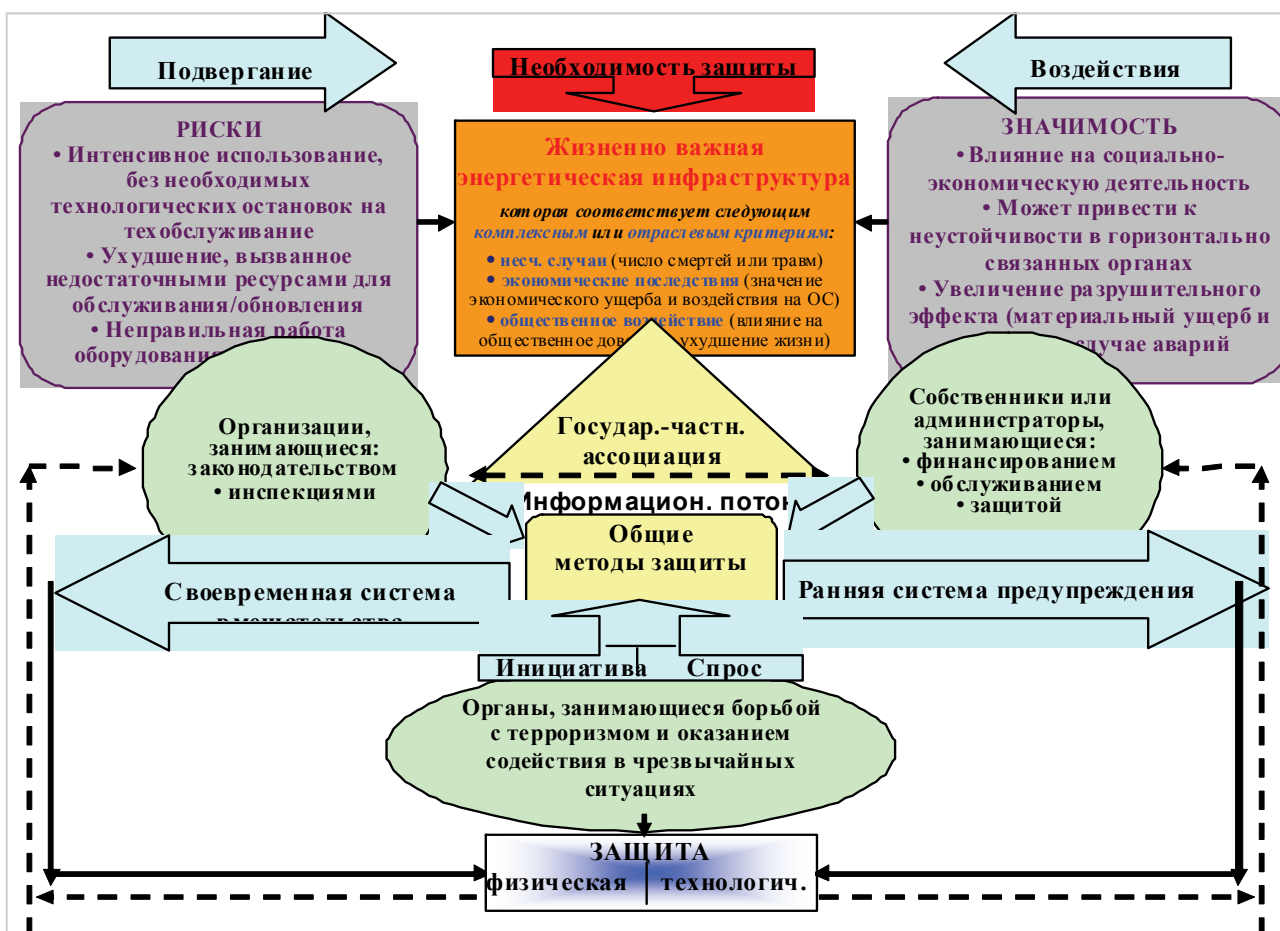 Подвергание
Необходимость защиты
Воздействия
РИСКИ
• Интенсивное использование,
без необходимых
технологических остановок на
техобслуживание
• Ухудшение, вызванное
недостаточными ресурсами для
обслуживания/обновления
• Неправильная работа
Жизненно важная
энергетическая инфраструктура
которая соответствует следующим
комплексным или отраслевым критериям:
• несч. случаи (число смертей или травм)
• экономические последствия (значение
экономического ущерба и воздействия на ОС)
• общественное воздействие (влияние на
общественное ухудшение жизни)
ЗНАЧИМОСТЬ
• Влияние на социально-
экономическую деятельность
• Может привести к
неустойчивости в горизонтально
связанных органах
• Увеличение разрушительного
эффекта (материальный ущерб и
случае аварий
Организации,
занимающиеся:
законодательством
• инспекциями
Государ.-частн.
ассоциация
Информацион. поток
Собственники или
администраторы,
занимающиеся:
• финансированием
• обслуживанием
• защитой
Общие
методы защиты
Своевременная система
Ранняя система предупреждения
Инициатива Спрос
Органы, занимающиеся борьбой
с терроризмом и оказанием
содействия в чрезвычайных
ситуациях
ЗАЩИТА
физическая технологич.